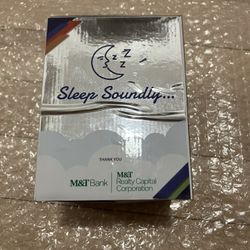 z z z
z
Sleep Soundly...
THANK YOU
M&T Bank
M&T
Realty Capital
Corporation